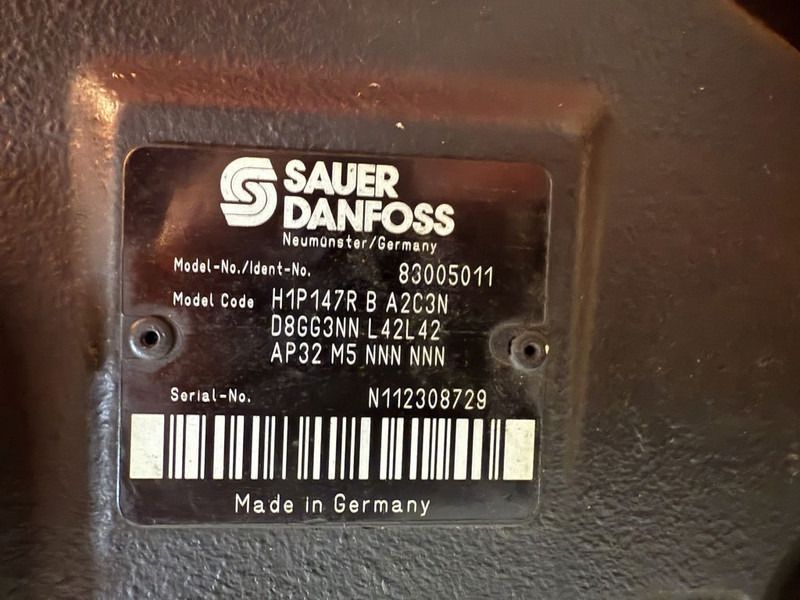 SAUER
DANFOSS
Neumünster/Germany
Model-No./Ident-No. 83005011
Model Code H1P147R B A2C3N
D8GG3NN L42L42
AP32 M5 NNN NNN
Serial-No. N112308729
Made in Germany